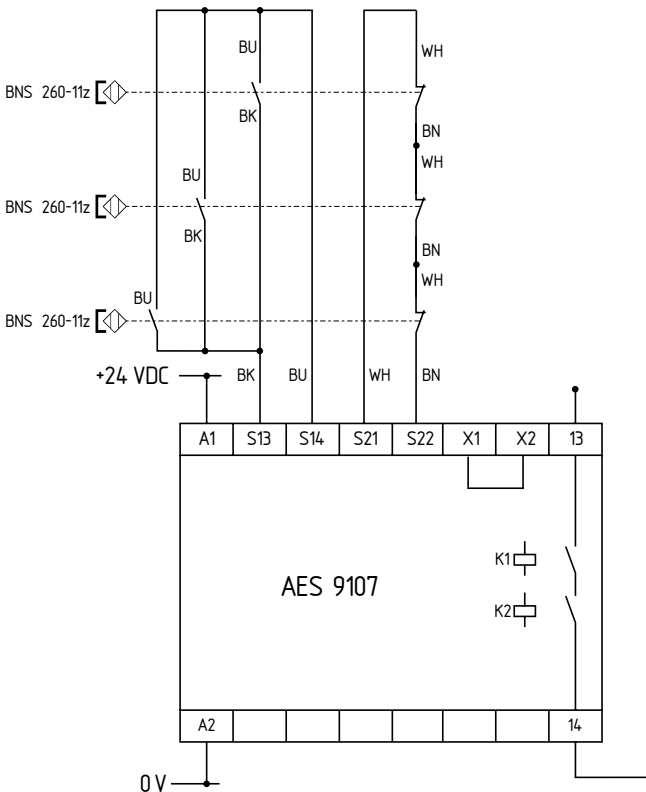 BU WH
BNS 260-11z
BK
BN
WH
BU
BNS 260-11z
BK
BN
WH
BU
BNS 260-11z
+24 VDC BK BU WH BN
A1 S13 S14 S21 S22 X1 X2 13
K1
AES 9107
K2
A2 14
0V